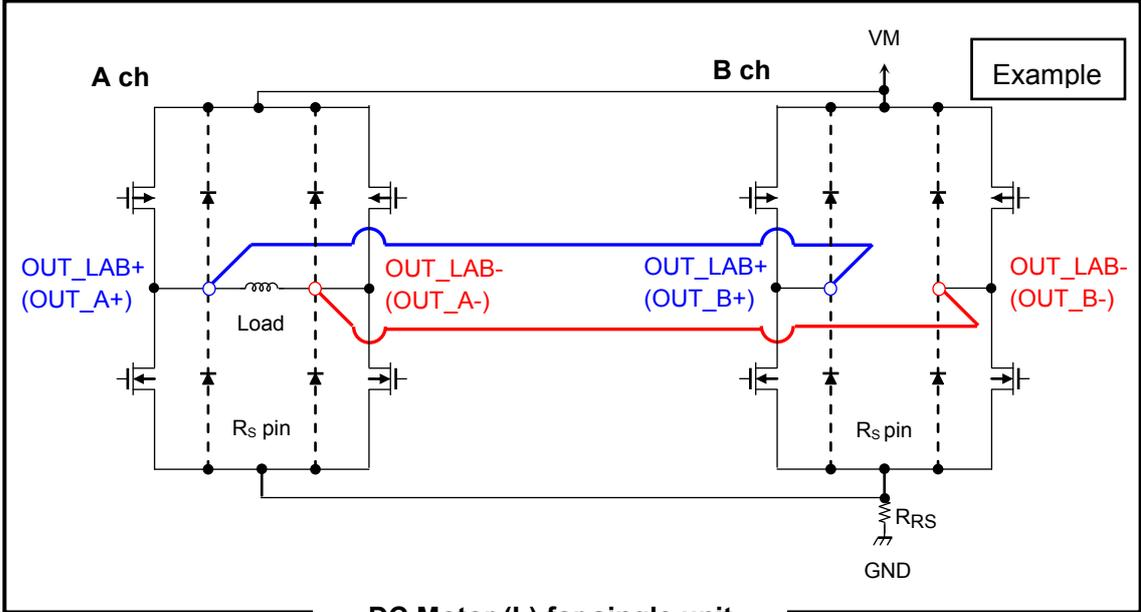 VM
Example
A ch
B ch
OUT_LAB+
(OUT_A+)
OUT_LAB-
(OUT_A-)
OUT_LAB+
(OUT_B+)
OUT_LAB-
(OUT_B-)
Load
RS pin
RS pin
RRS
GND
DC Motor (L) for single unit